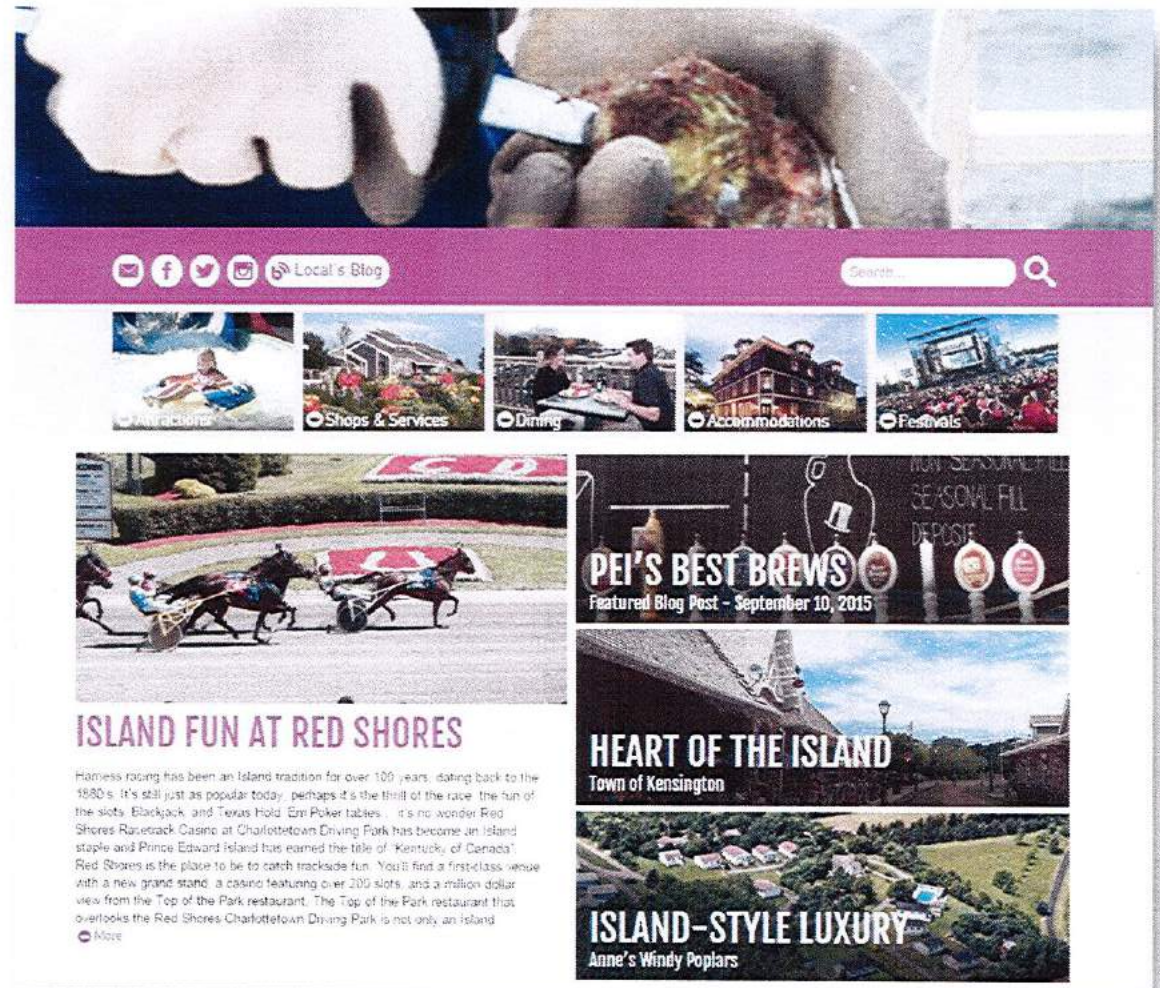 Local's Blog
Search...
Attractions
Shops & Services
Dining
Accommodations
Festivals
C D
U
NON SEASONAL FILL
SEASONAL FILL
DEPOSIT
PEI'S BEST BREWS
Featured Blog Post - September 10, 2015
HEART OF THE ISLAND
Town of Kensington
ISLAND-STYLE LUXURY
Anne's Windy Poplars
ISLAND FUN AT RED SHORES
Harness racing has been an Island tradition for over 100 years, dating back to the
1880's. It's still just as popular today, perhaps it's the thrill of the race, the fun of
the slots, Blackjack, and Texas Hold 'Em Poker tables... it's no wonder Red
Shores Racetrack Casino at Charlottetown Driving Park has become an Island
staple and Prince Edward Island has earned the title of "Kentucky of Canada".
Red Shores is the place to be to catch trackside fun. You'll find a first-class venue
with a new grand stand, a casino featuring over 200 slots, and a million dollar
view from the Top of the Park restaurant. The Top of the Park restaurant that
overlooks the Red Shores Charlottetown Driving Park is not only an Island
More